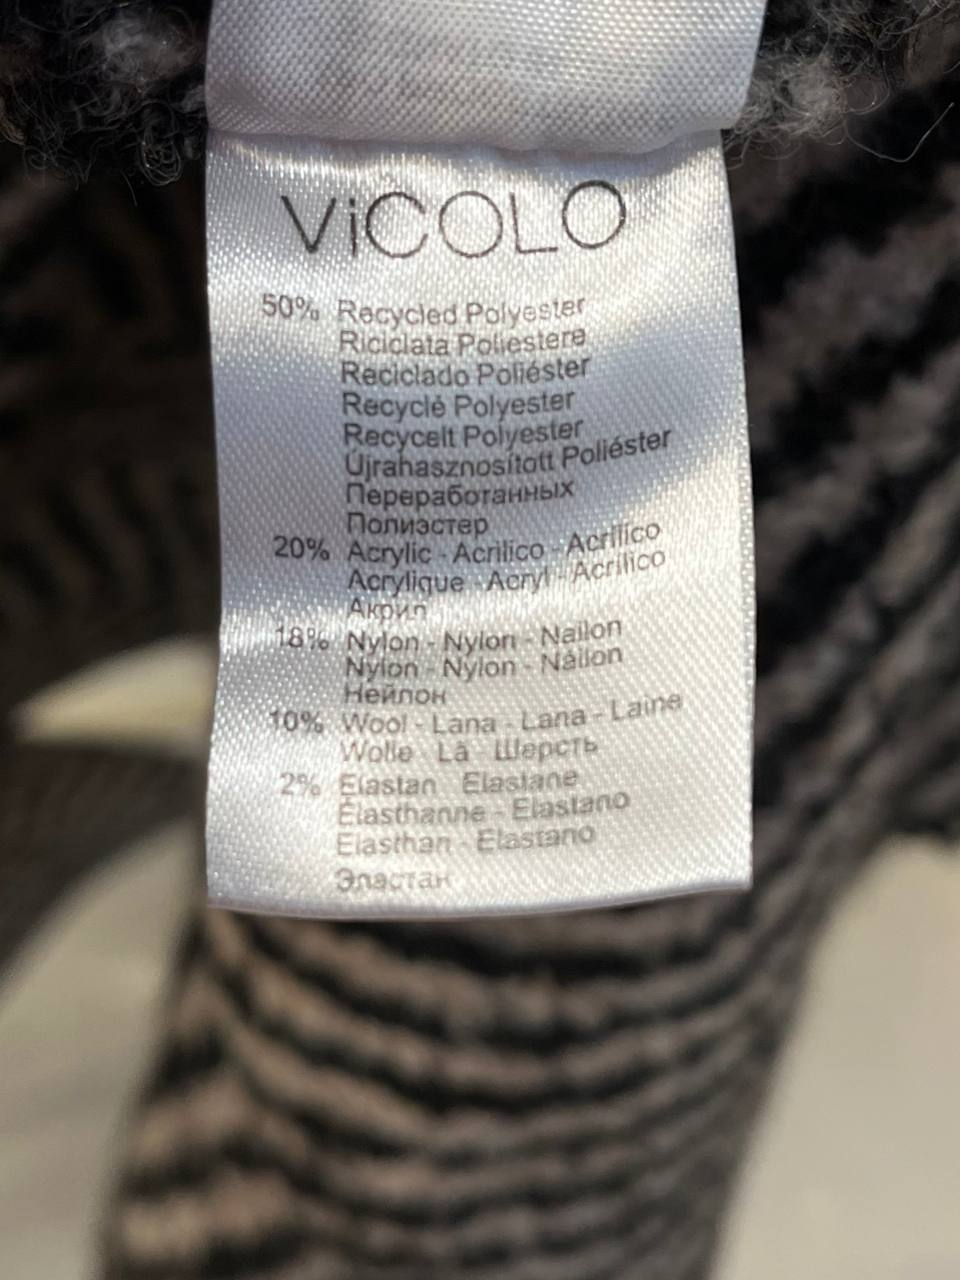 ViCOLO
50% Recycled Polyester
Riciclata Poliestere
Reciclado Poliéster
Recyclé Polyester
Recycelt Polyester
Újrahasznosított Poliéster
Переработанных
Полиэстер
20% Acrylic - Acrilico - Acrílico
Acrylique - Acryl - Acrílico
Акрил
18% Nylon - Nylon - Nailon
Nylon - Nylon - Náilon
Нейлон
10% Wool - Lana - Lana - Laine
Wolle - Lã - Шерсть
2% Elastan Elastane
Élasthanne - Elastano
Elasthan - Elastano
Эластан